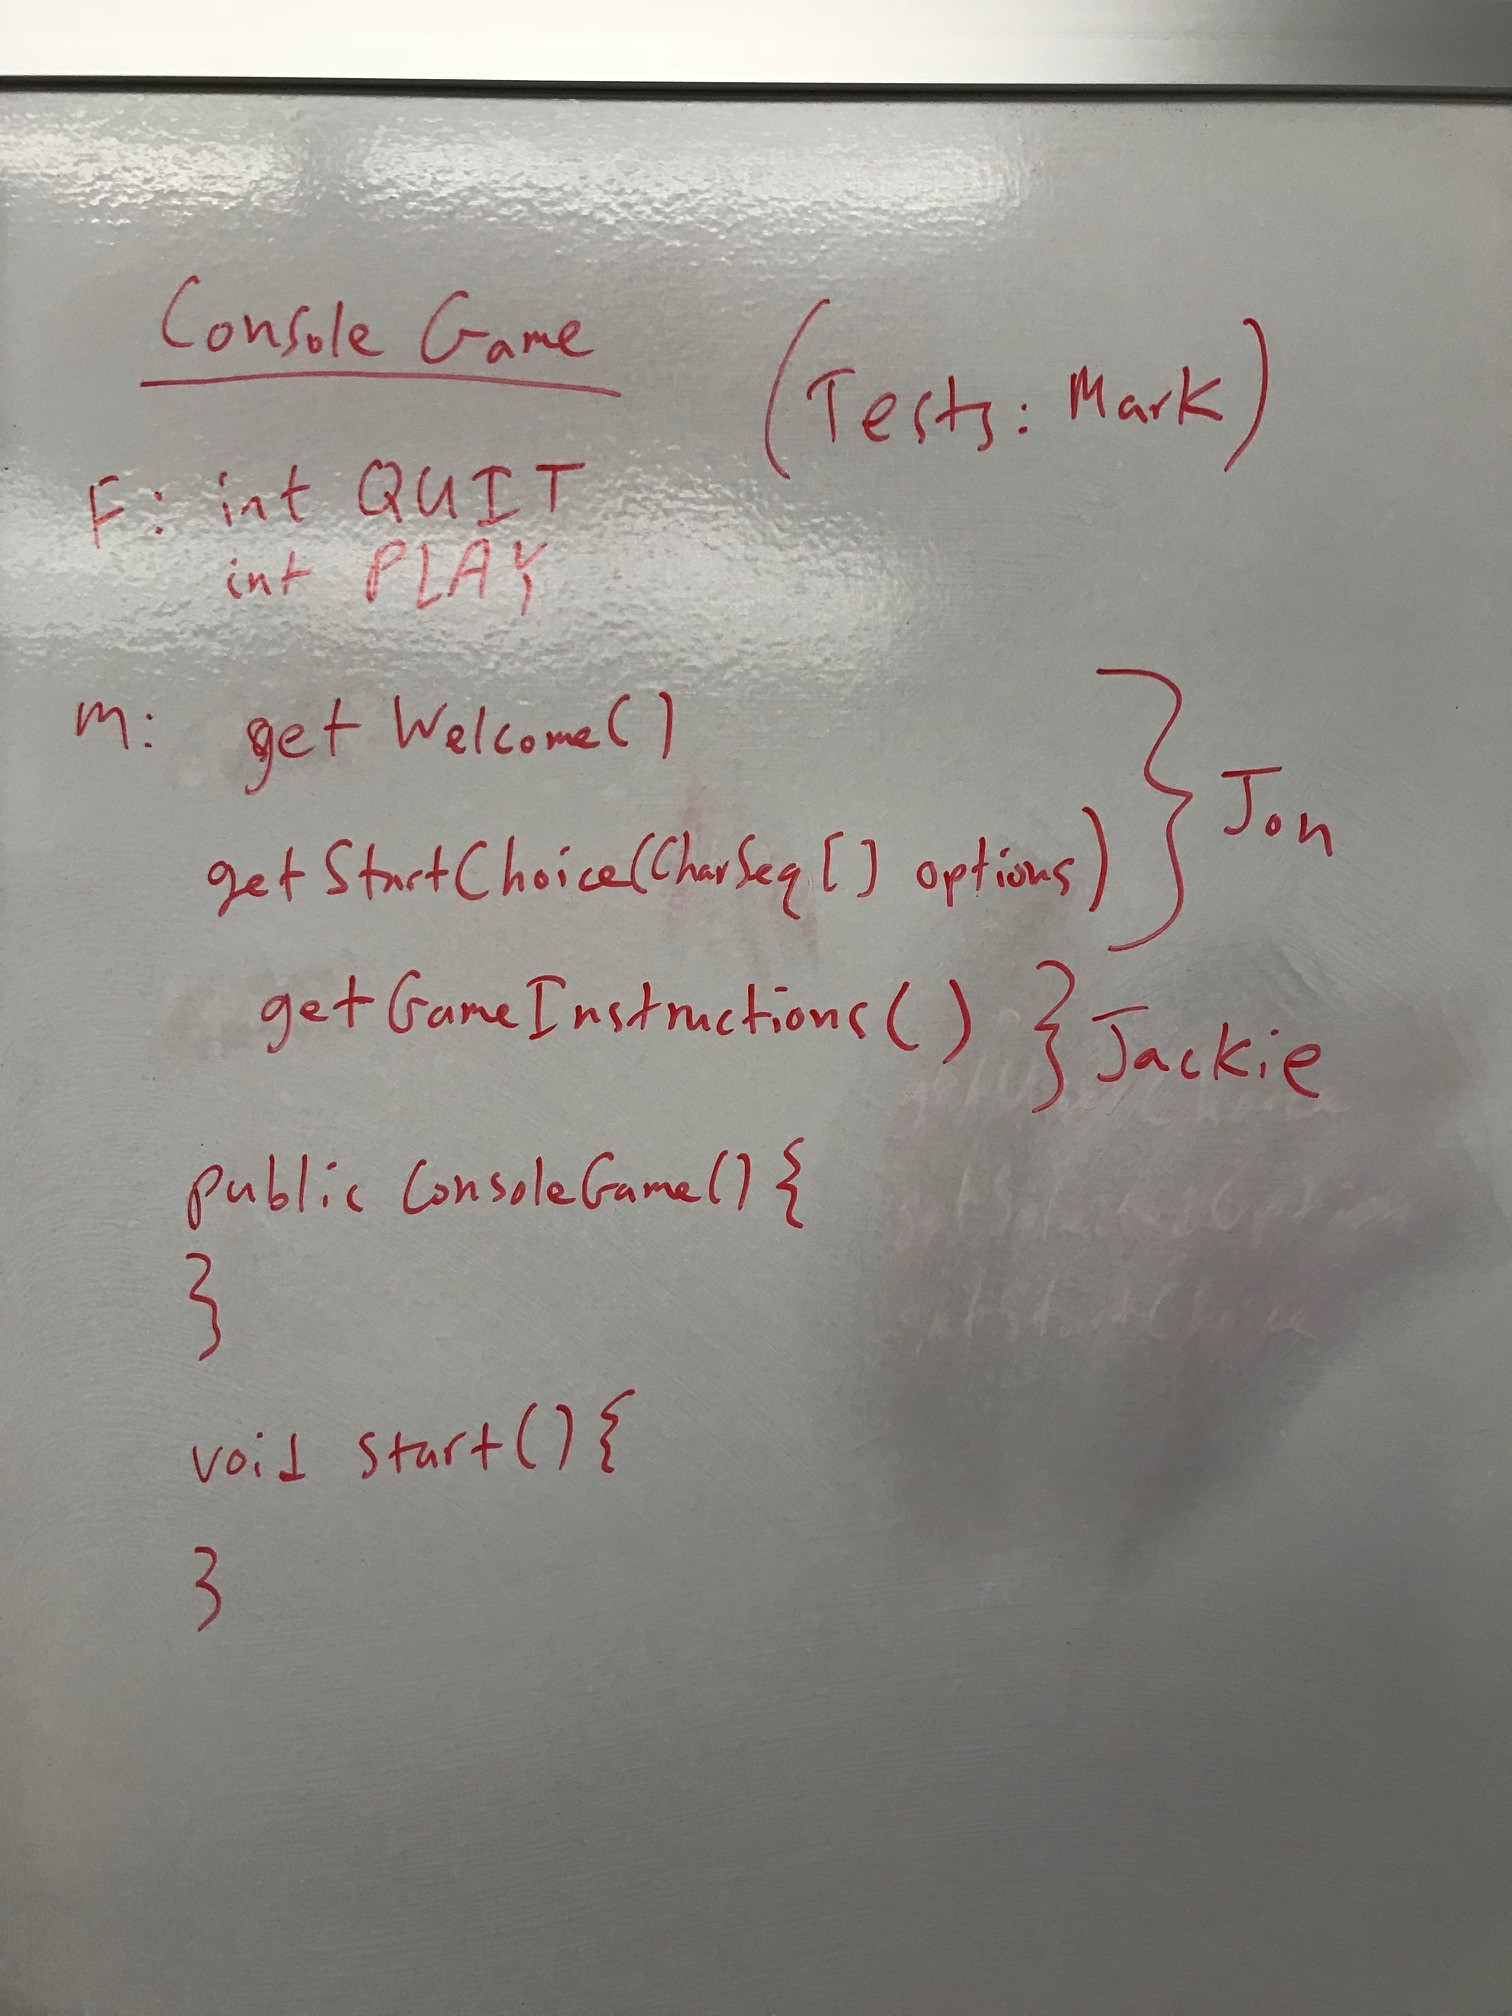 Console Game
(Tests: Mark)
F: int QUIT
int PLAY
M: getWelcome()
getStartChoice(CharSeq[] options)
} Jon
getGameInstructions() } Jackie
public ConsoleGame() {
}
void start() {
}